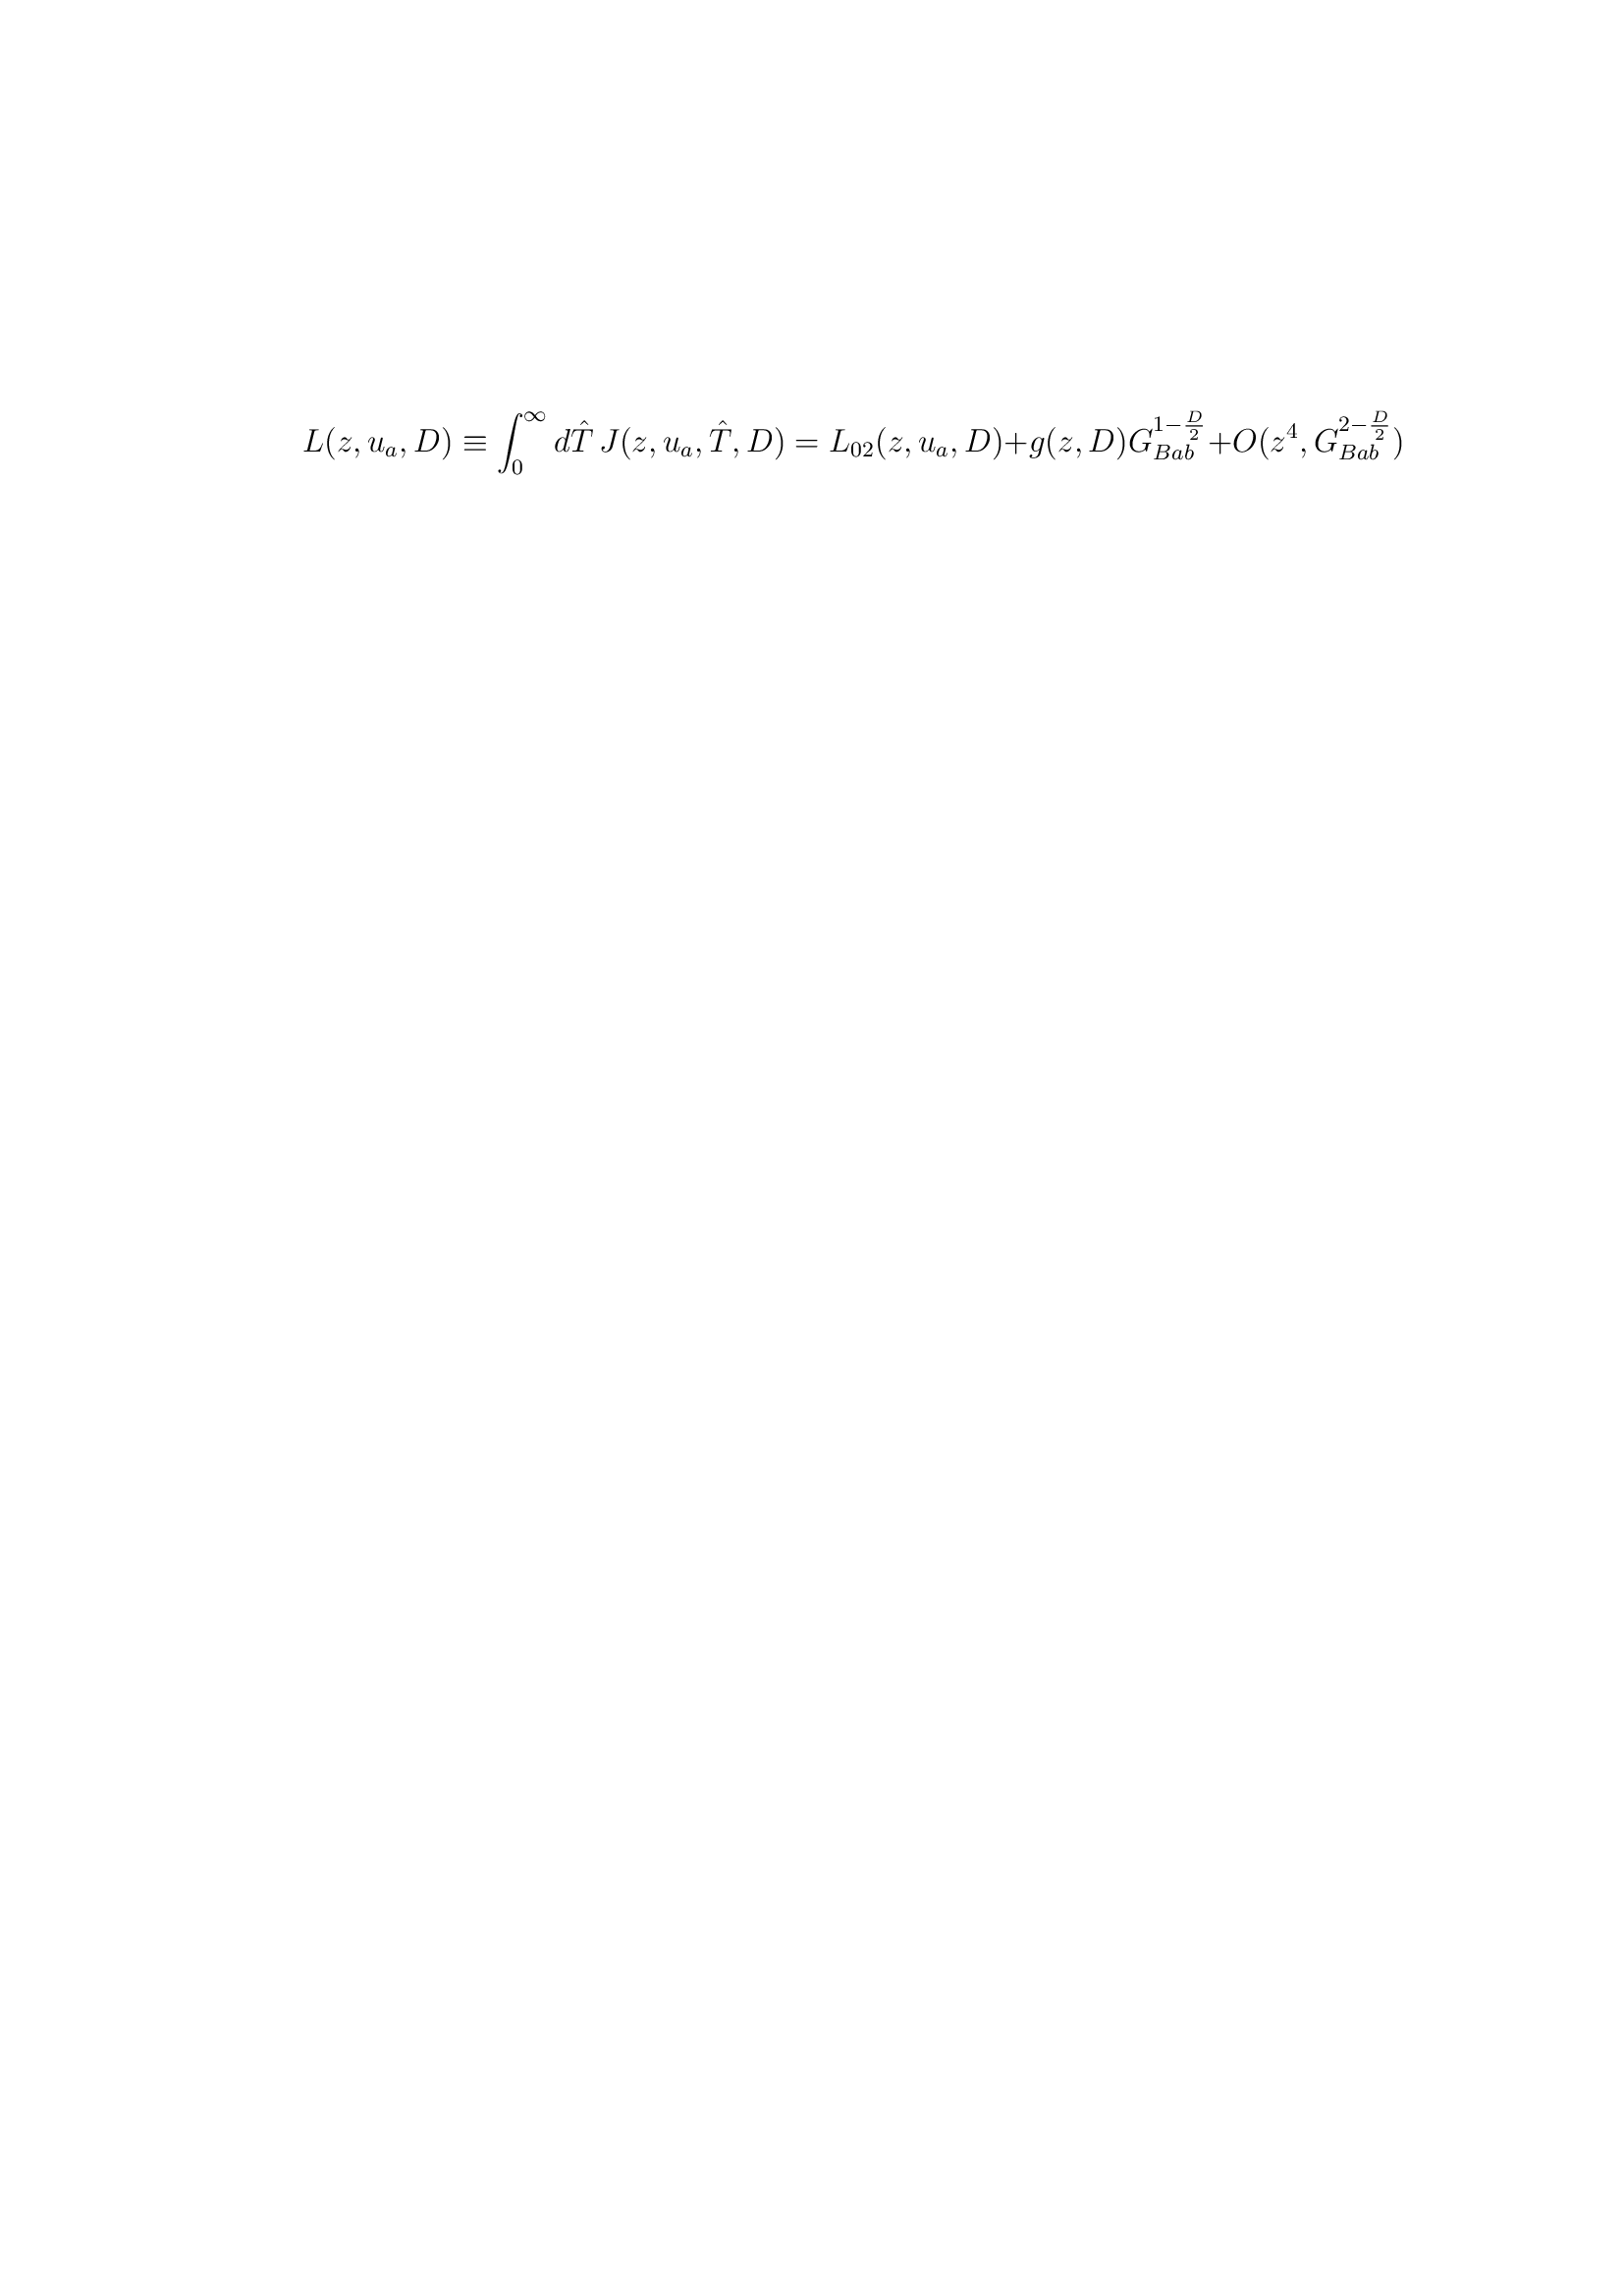 $L(z, u_a, D) \equiv \int_0^\infty d\hat{T}\, J(z, u_a, \hat{T}, D) = L_{02}(z, u_a, D) + g(z, D) G_{Bab}^{1-\frac{D}{2}} + O(z^4, G_{Bab}^{2-\frac{D}{2}})$